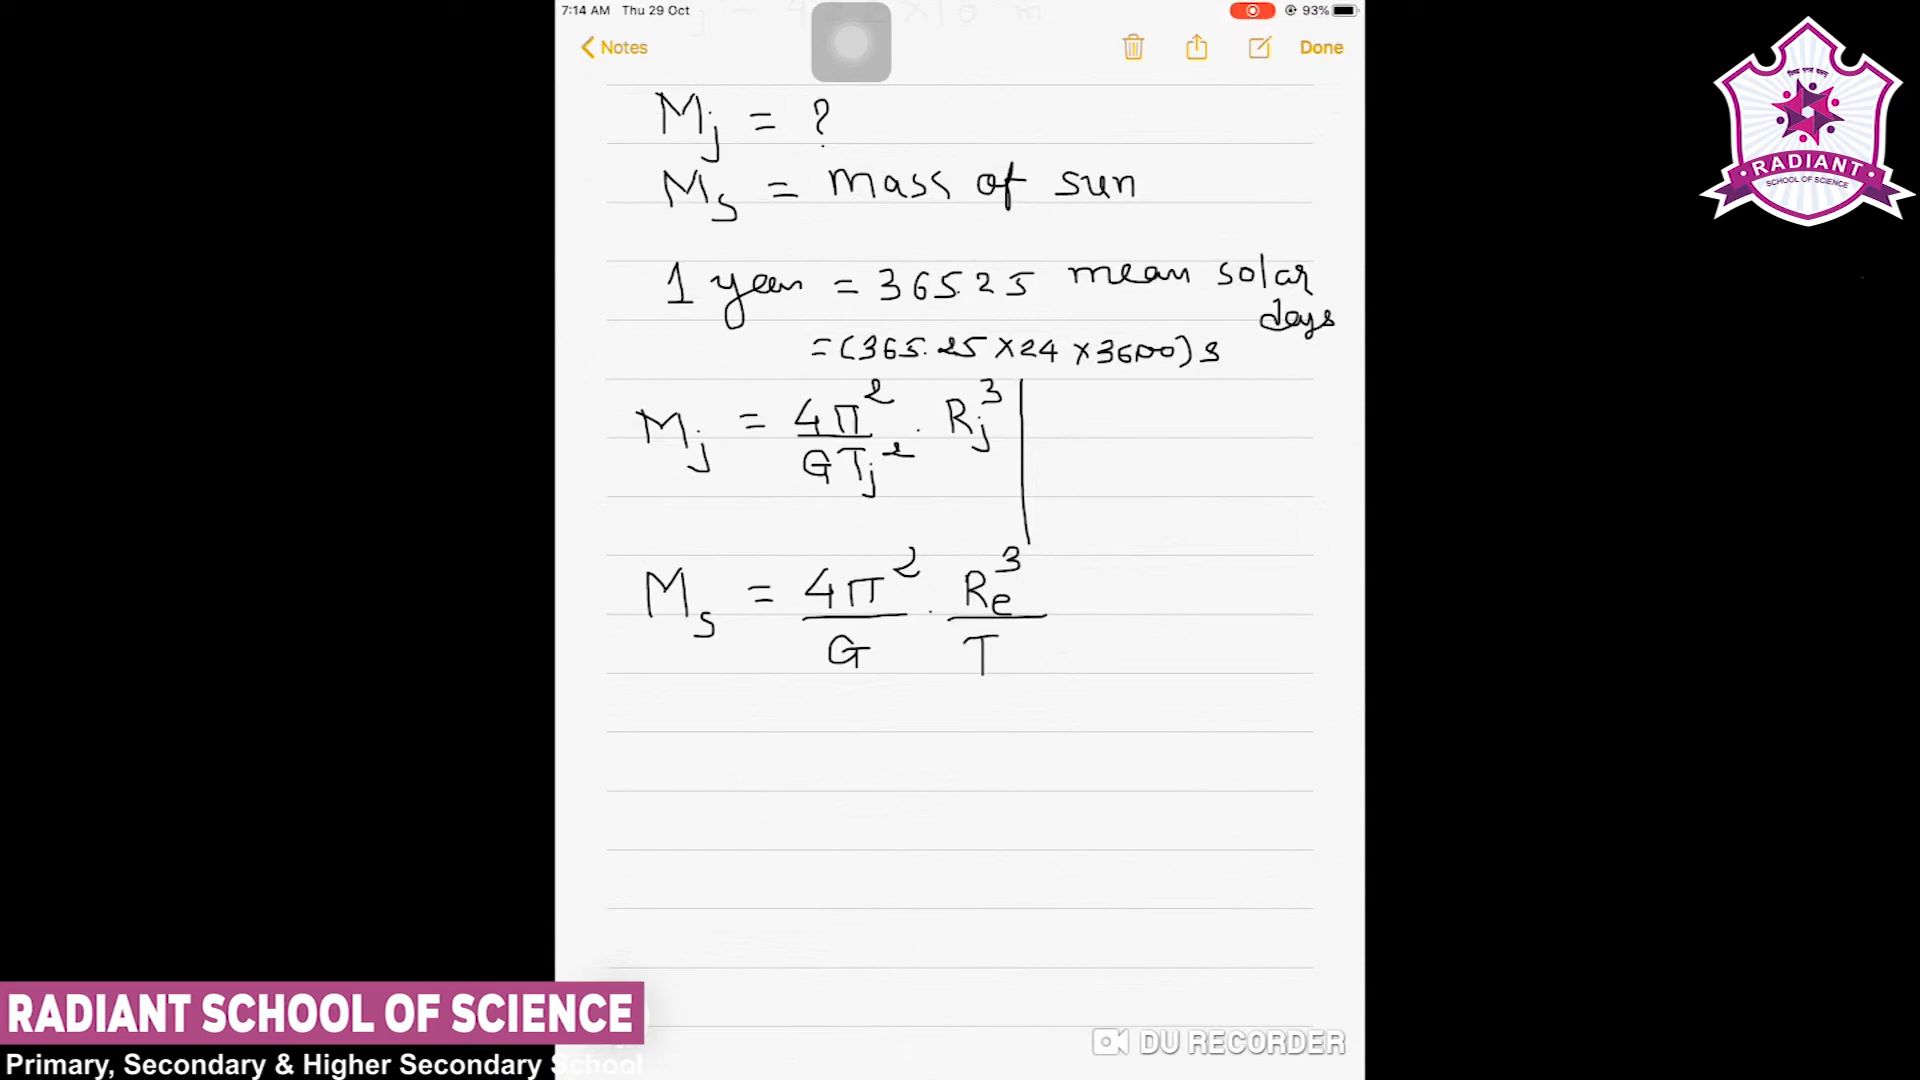 7:14 AM Thu 29 Oct 93%
Notes Done
Mj = ?
Ms = mass of sun
1 year = 365.25 mean solar
days
= (365.25 × 24 × 3600) s
Mj = 4π² / GTj² · Rj³
Ms = 4π² / G · Re³ / T
RADIANT
SCHOOL OF SCIENCE
RADIANT SCHOOL OF SCIENCE
Primary, Secondary & Higher Secondary School
DU RECORDER